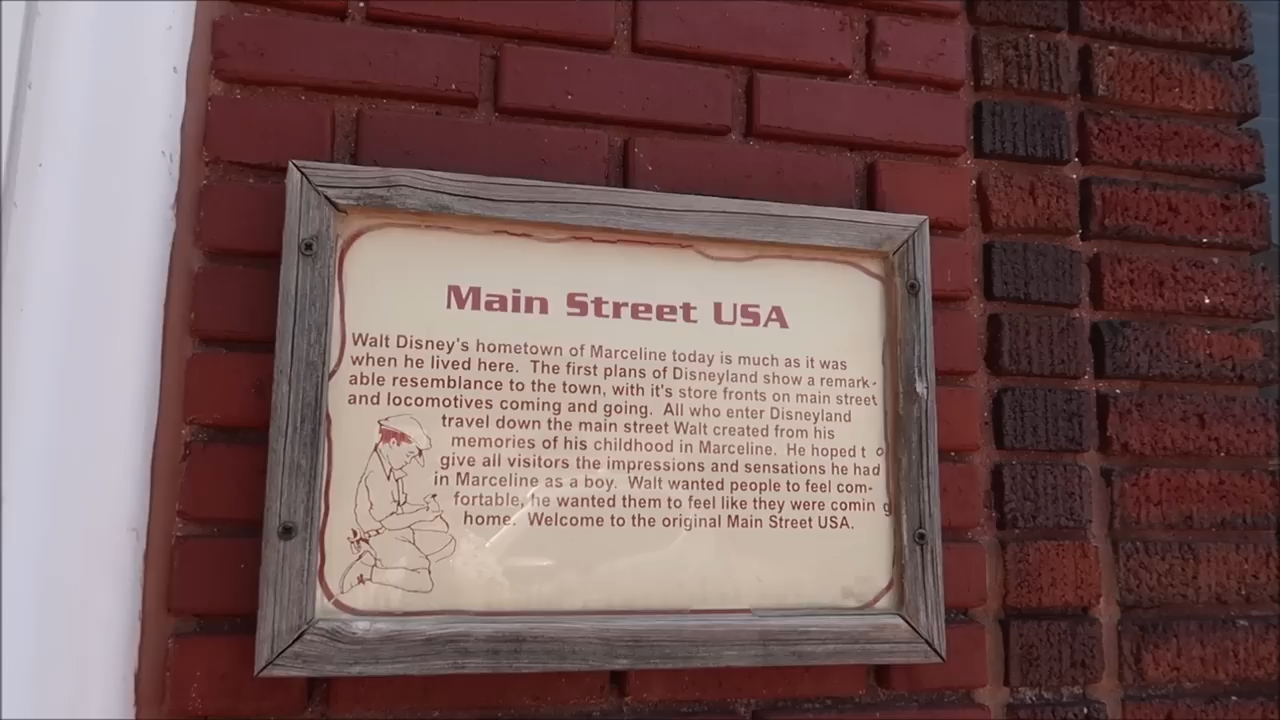 Main Street USA
Walt Disney's hometown of Marceline today is much as it was
when he lived here. The first plans of Disneyland show a remark-
able resemblance to the town, with it's store fronts on main street
and locomotives coming and going. All who enter Disneyland
travel down the main street Walt created from his
memories of his childhood in Marceline. He hoped t o
give all visitors the impressions and sensations he had
in Marceline as a boy. Walt wanted people to feel com-
fortable, he wanted them to feel like they were comin g
home. Welcome to the original Main Street USA.